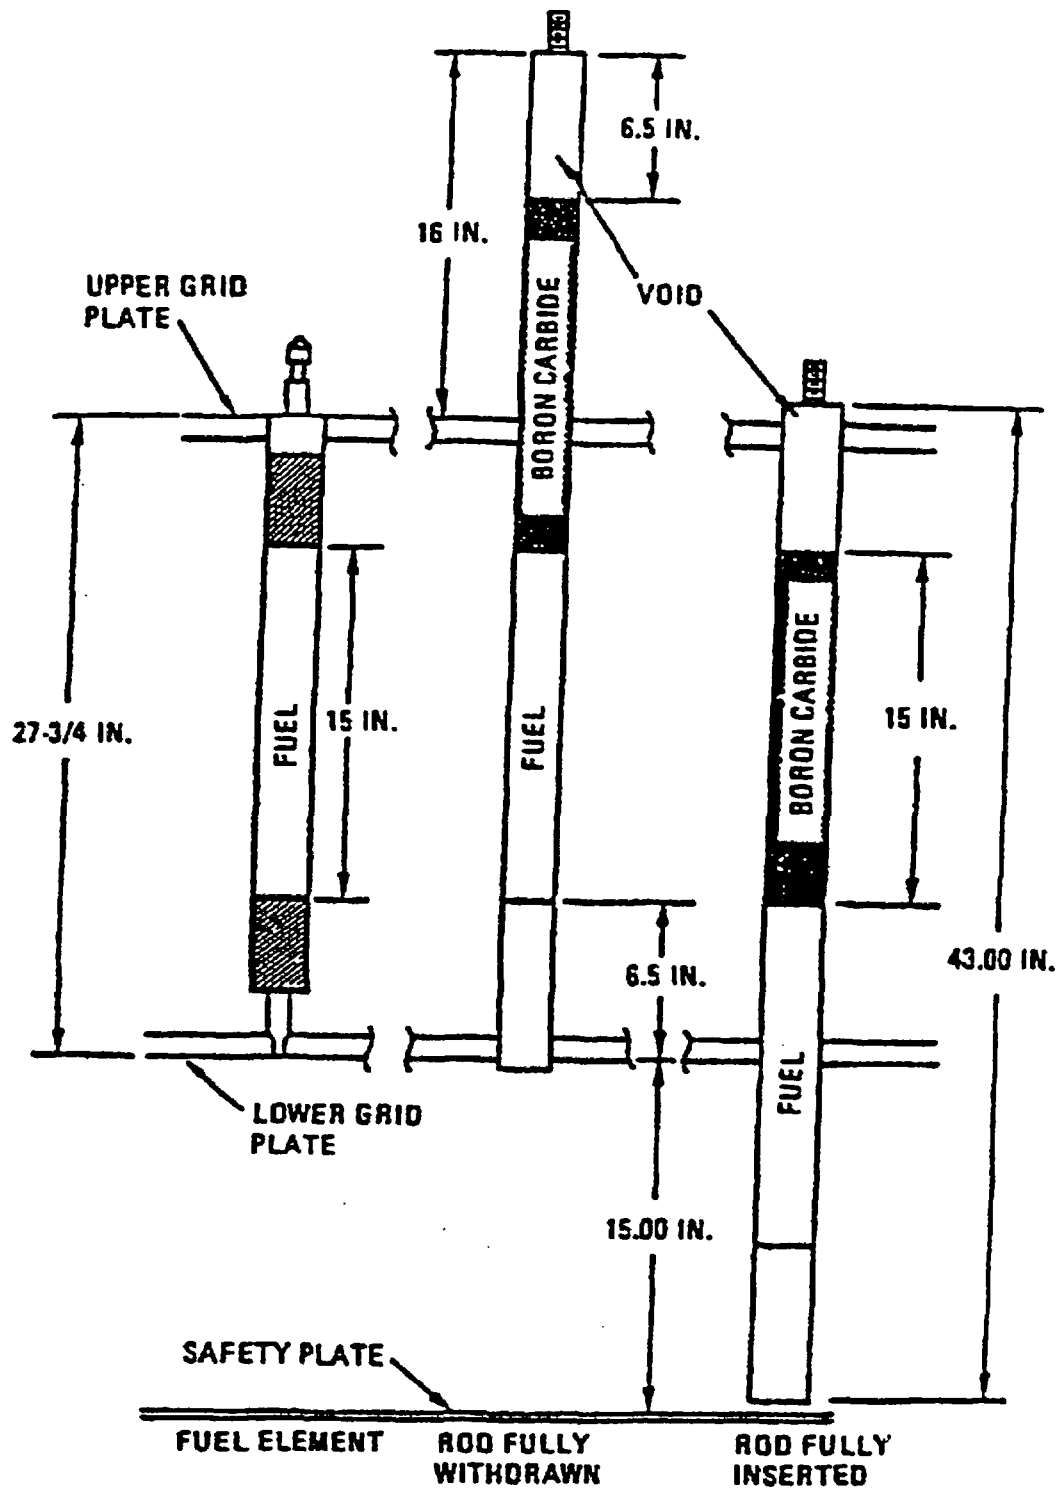 6.5 IN.
16 IN.
UPPER GRID
PLATE
VOID
BORON CARBIDE
27-3/4 IN.
FUEL
15 IN.
FUEL
BORON CARBIDE
15 IN.
6.5 IN.
43.00 IN.
FUEL
LOWER GRID
PLATE
15.00 IN.
SAFETY PLATE
FUEL ELEMENT
ROD FULLY
WITHDRAWN
ROD FULLY
INSERTED